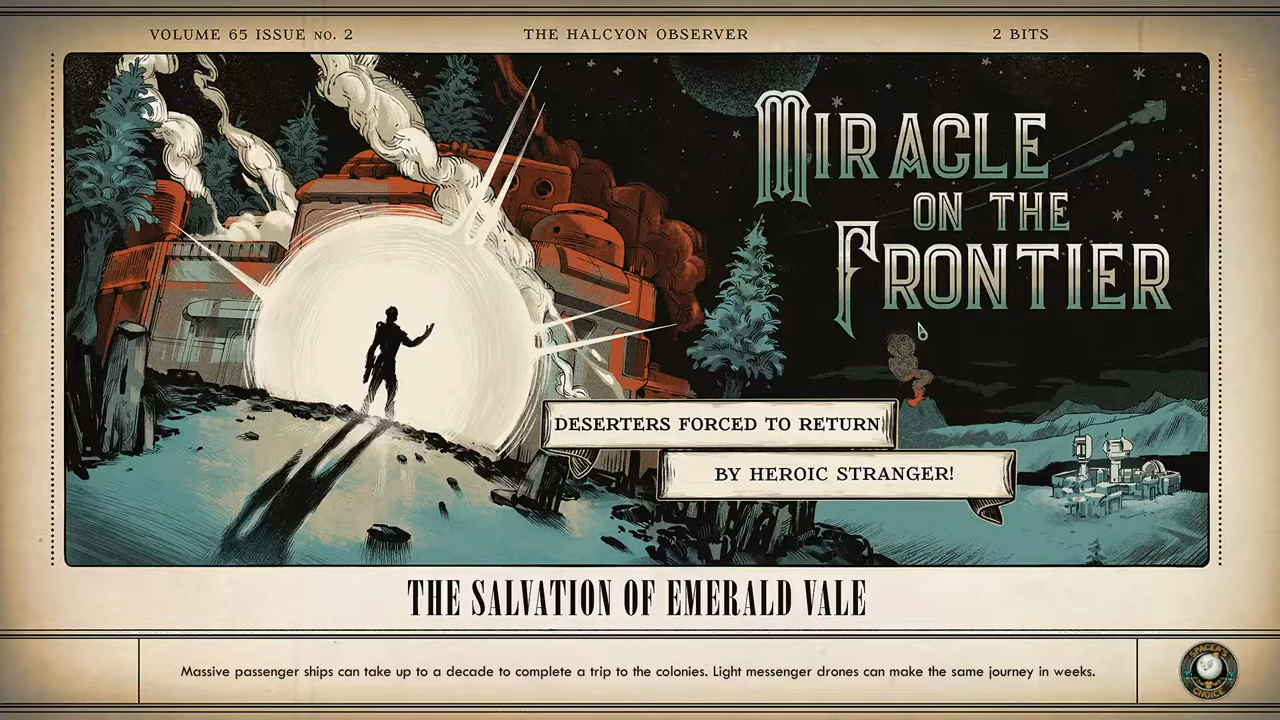 VOLUME 65 ISSUE NO. 2
THE HALCYON OBSERVER
2 BITS
MIRACLE
ON THE
FRONTIER
DESERTERS FORCED TO RETURN
BY HEROIC STRANGER!
THE SALVATION OF EMERALD VALE
Massive passenger ships can take up to a decade to complete a trip to the colonies. Light messenger drones can make the same journey in weeks.
SPACER'S
CHOICE